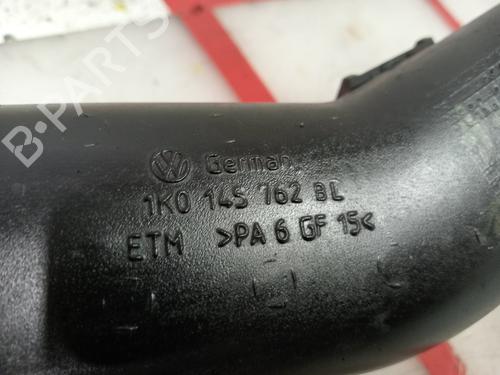 German
1K0 145 762 BL
ETM >PA 6 GF 15<
B-PARTS